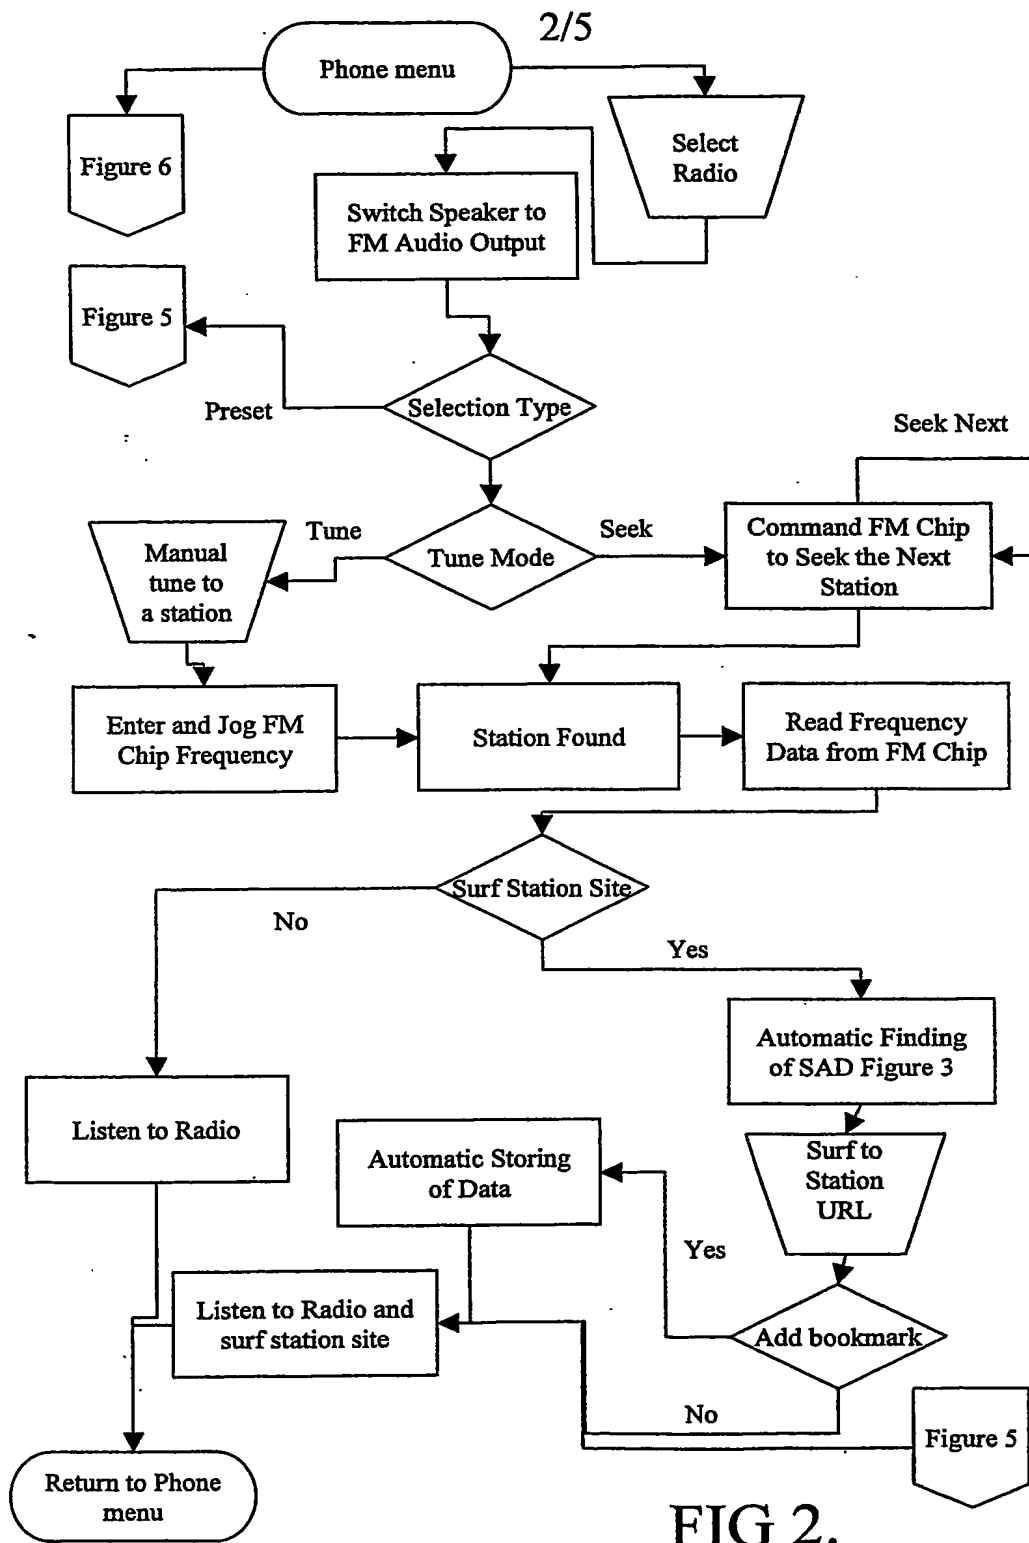 2/5
Phone menu
Figure 6
Select
Radio
Switch Speaker to
FM Audio Output
Figure 5
Preset
Selection Type
Seek Next
Tune
Seek
Manual
tune to
a station
Tune Mode
Command FM Chip
to Seek the Next
Station
Enter and Jog FM
Chip Frequency
Station Found
Read Frequency
Data from FM Chip
Surf Station Site
No
Yes
Automatic Finding
of SAD Figure 3
Listen to Radio
Automatic Storing
of Data
Surf to
Station
URL
Yes
Listen to Radio and
surf station site
Add bookmark
No
Figure 5
Return to Phone
menu
FIG 2.